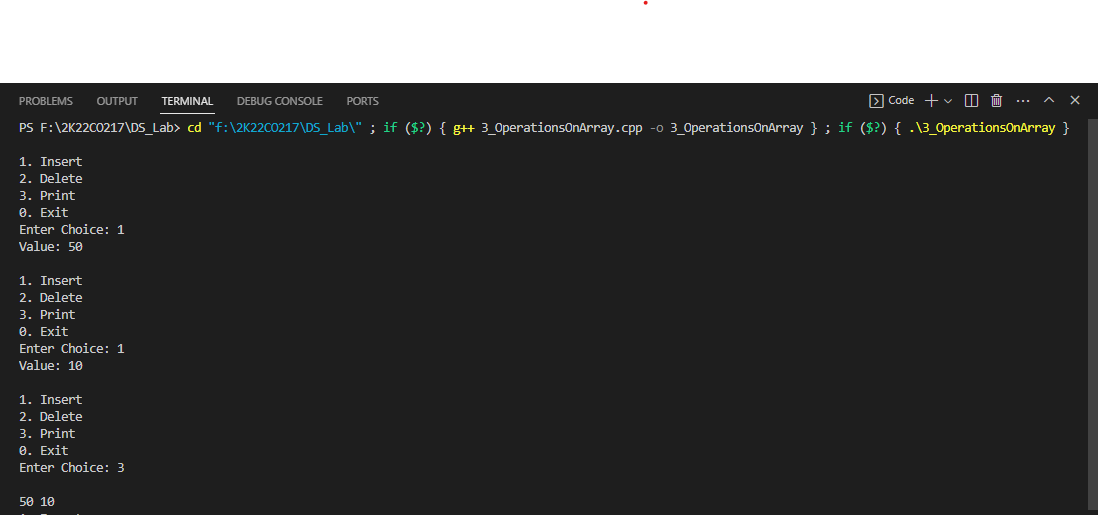 PROBLEMS OUTPUT TERMINAL DEBUG CONSOLE PORTS Code
PS F:\2K22CO217\DS_Lab> cd "f:\2K22CO217\DS_Lab\" ; if ($?) { g++ 3_OperationsOnArray.cpp -o 3_OperationsOnArray } ; if ($?) { .\3_OperationsOnArray }
1. Insert
2. Delete
3. Print
0. Exit
Enter Choice: 1
Value: 50
1. Insert
2. Delete
3. Print
0. Exit
Enter Choice: 1
Value: 10
1. Insert
2. Delete
3. Print
0. Exit
Enter Choice: 3
50 10